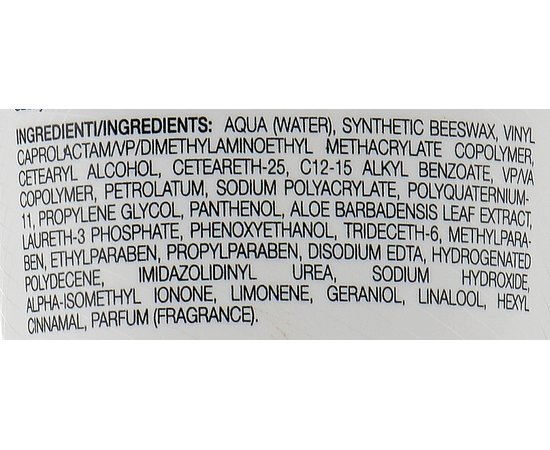 INGREDIENTI/INGREDIENTS: AQUA (WATER), SYNTHETIC BEESWAX, VINYL
CAPROLACTAM/VP/DIMETHYLAMINOETHYL METHACRYLATE COPOLYMER,
CETEARYL ALCOHOL, CETEARETH-25, C12-15 ALKYL BENZOATE, VP/VA
COPOLYMER, PETROLATUM, SODIUM POLYACRYLATE, POLYQUATERNIUM-
11, PROPYLENE GLYCOL, PANTHENOL, ALOE BARBADENSIS LEAF EXTRACT,
LAURETH-3 PHOSPHATE, PHENOXYETHANOL, TRIDECETH-6, METHYLPARA-
BEN, ETHYLPARABEN, PROPYLPARABEN, DISODIUM EDTA, HYDROGENATED
POLYDECENE, IMIDAZOLIDINYL UREA, SODIUM HYDROXIDE,
ALPHA-ISOMETHYL IONONE, LIMONENE, GERANIOL, LINALOOL, HEXYL
CINNAMAL, PARFUM (FRAGRANCE).